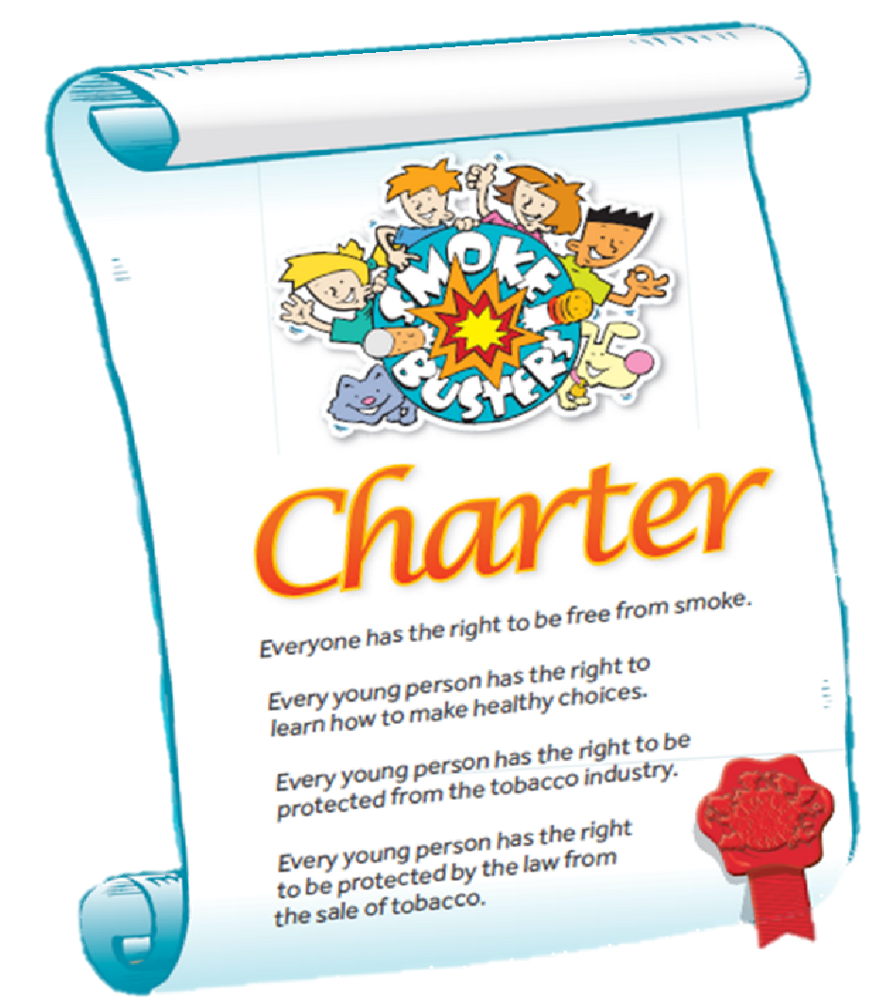 SMOKE
BUSTERS
Charter
Everyone has the right to be free from smoke.
Every young person has the right to
learn how to make healthy choices.
Every young person has the right to be
protected from the tobacco industry.
Every young person has the right
to be protected by the law from
the sale of tobacco.